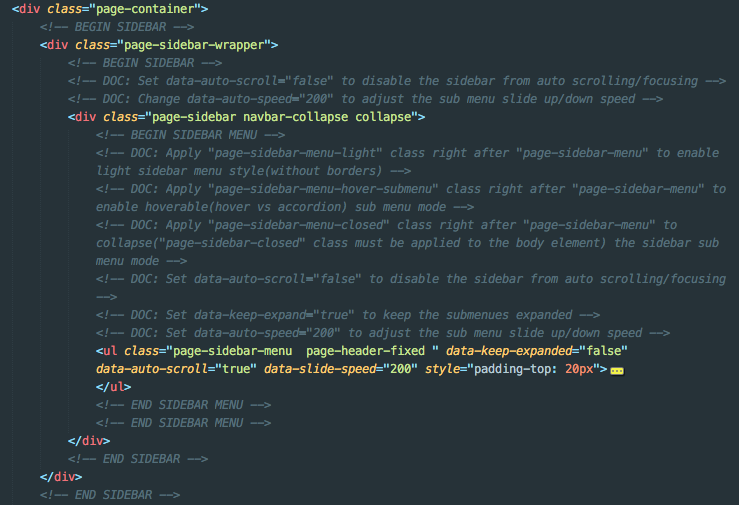 <div class="page-container">
<!-- BEGIN SIDEBAR -->
<div class="page-sidebar-wrapper">
<!-- BEGIN SIDEBAR -->
<!-- DOC: Set data-auto-scroll="false" to disable the sidebar from auto scrolling/focusing -->
<!-- DOC: Change data-auto-speed="200" to adjust the sub menu slide up/down speed -->
<div class="page-sidebar navbar-collapse collapse">
<!-- BEGIN SIDEBAR MENU -->
<!-- DOC: Apply "page-sidebar-menu-light" class right after "page-sidebar-menu" to enable
light sidebar menu style(without borders) -->
<!-- DOC: Apply "page-sidebar-menu-hover-submenu" class right after "page-sidebar-menu" to
enable hoverable(hover vs accordion) sub menu mode -->
<!-- DOC: Apply "page-sidebar-menu-closed" class right after "page-sidebar-menu" to
collapse("page-sidebar-closed" class must be applied to the body element) the sidebar sub
menu mode -->
<!-- DOC: Set data-auto-scroll="false" to disable the sidebar from auto scrolling/focusing
-->
<!-- DOC: Set data-keep-expand="true" to keep the submenues expanded -->
<!-- DOC: Set data-auto-speed="200" to adjust the sub menu slide up/down speed -->
<ul class="page-sidebar-menu  page-header-fixed " data-keep-expanded="false"
data-auto-scroll="true" data-slide-speed="200" style="padding-top: 20px">
</ul>
<!-- END SIDEBAR MENU -->
<!-- END SIDEBAR MENU -->
</div>
<!-- END SIDEBAR -->
</div>
<!-- END SIDEBAR -->